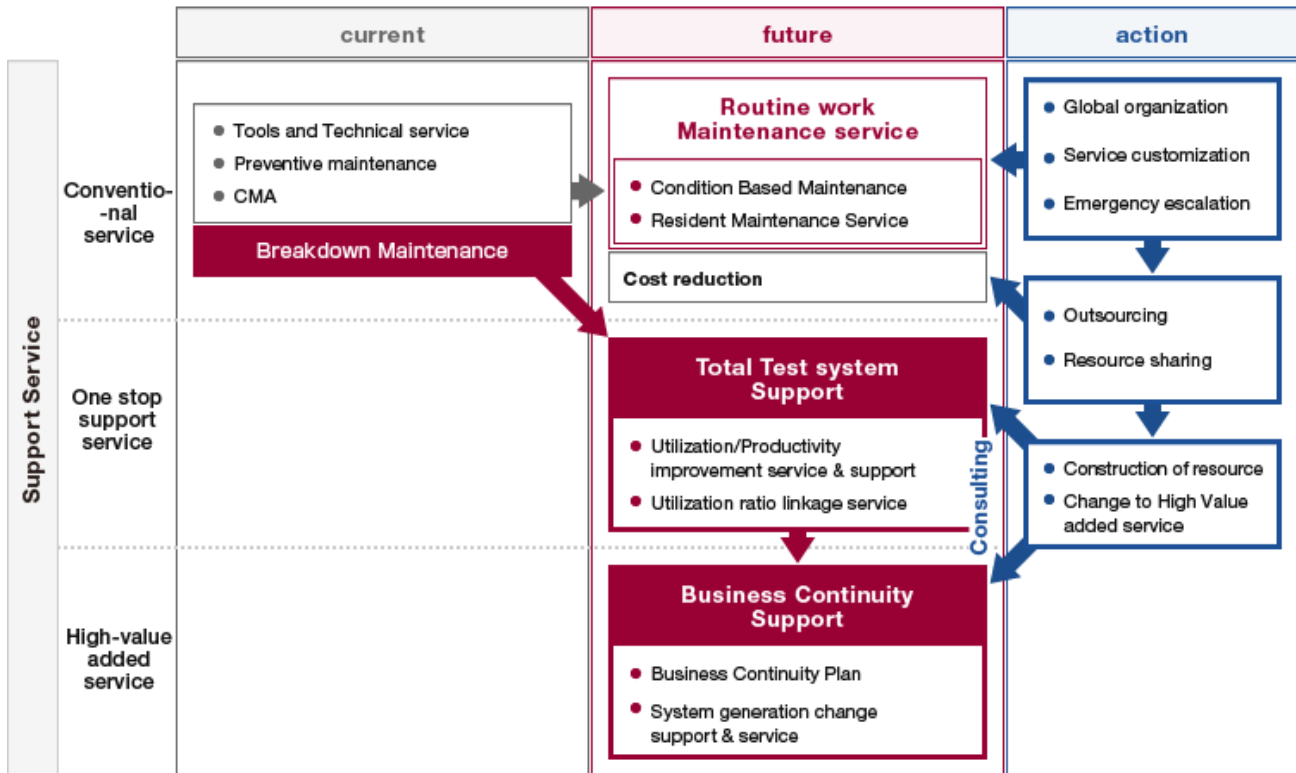 current
future
action
Support Service
Conventio-
-nal
service
Tools and Technical service
Preventive maintenance
CMA
Breakdown Maintenance
Routine work
Maintenance service
Condition Based Maintenance
Resident Maintenance Service
Cost reduction
Global organization
Service customization
Emergency escalation
Outsourcing
Resource sharing
One stop
support
service
Total Test system
Support
Utilization/Productivity
improvement service & support
Utilization ratio linkage service
Consulting
Construction of resource
Change to High Value
added service
High-value
added
service
Business Continuity
Support
Business Continuity Plan
System generation change
support & service